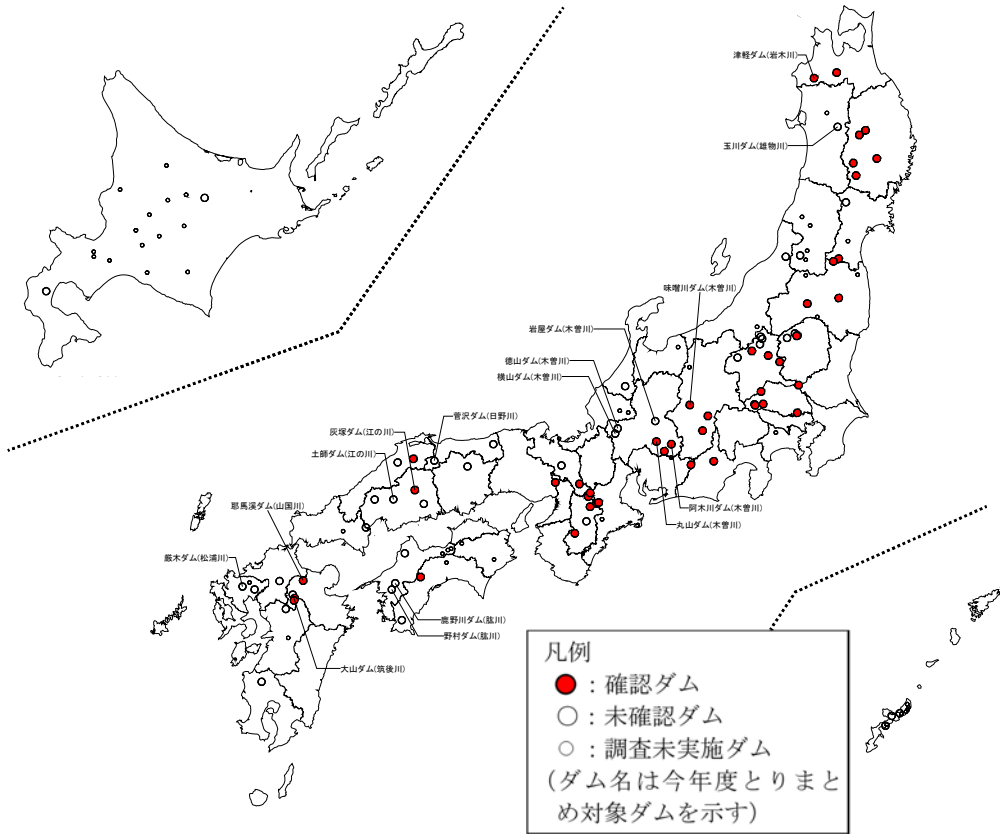 津軽ダム(岩木川)
玉川ダム(雄物川)
味噌川ダム(木曽川)
岩屋ダム(木曽川)
徳山ダム(木曽川)
横山ダム(木曽川)
菅沢ダム(日野川)
灰塚ダム(江の川)
土師ダム(江の川)
耶馬溪ダム(山国川)
阿木川ダム(木曽川)
丸山ダム(木曽川)
厳木ダム(松浦川)
鹿野川ダム(肱川)
野村ダム(肱川)
大山ダム(筑後川)
凡例
:確認ダム
:未確認ダム
:調査未実施ダム
(ダム名は今年度とりまと
め対象ダムを示す)